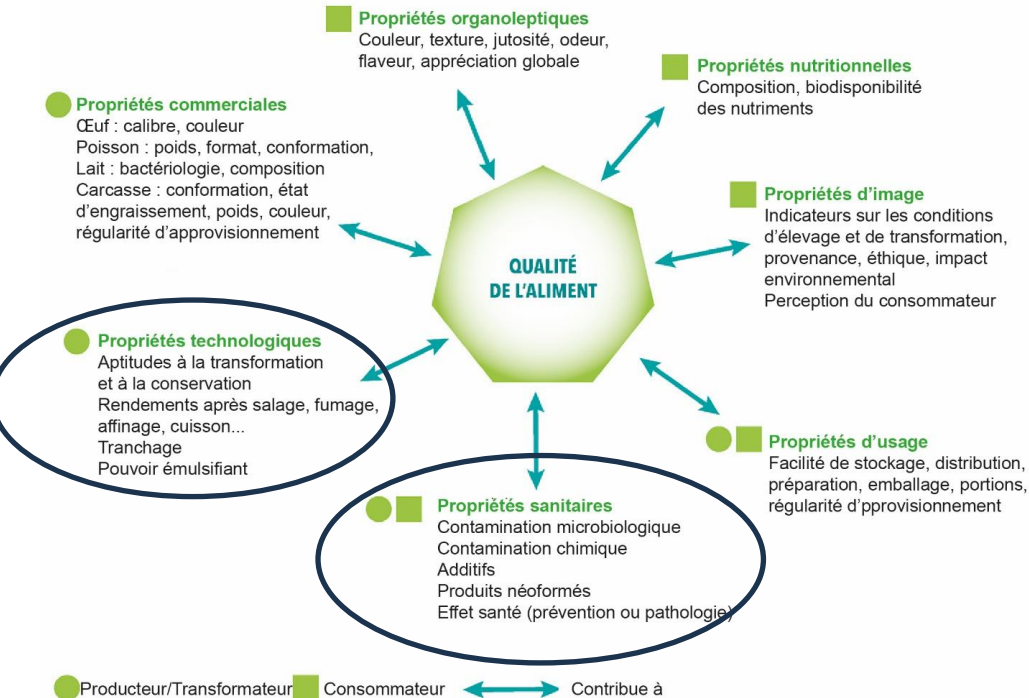 Propriétés organoleptiques
Couleur, texture, jutosité, odeur,
flaveur, appréciation globale
Propriétés nutritionnelles
Composition, biodisponibilité
des nutriments
Propriétés commerciales
Œuf : calibre, couleur
Poisson : poids, format, conformation,
Lait : bactériologie, composition
Carcasse : conformation, état
d'engraissement, poids, couleur,
régularité d'approvisionnement
Propriétés d'image
Indicateurs sur les conditions
d'élevage et de transformation,
provenance, éthique, impact
environnemental
Perception du consommateur
QUALITÉ
DE L'ALIMENT
Propriétés technologiques
Aptitudes à la transformation
et à la conservation
Rendements après salage, fumage,
affinage, cuisson...
Tranchage
Pouvoir émulsifiant
Propriétés d'usage
Facilité de stockage, distribution,
préparation, emballage, portions,
régularité d'pprovisionnement
Propriétés sanitaires
Contamination microbiologique
Contamination chimique
Additifs
Produits néoformés
Effet santé (prévention ou pathologie)
Producteur/Transformateur Consommateur Contribue à